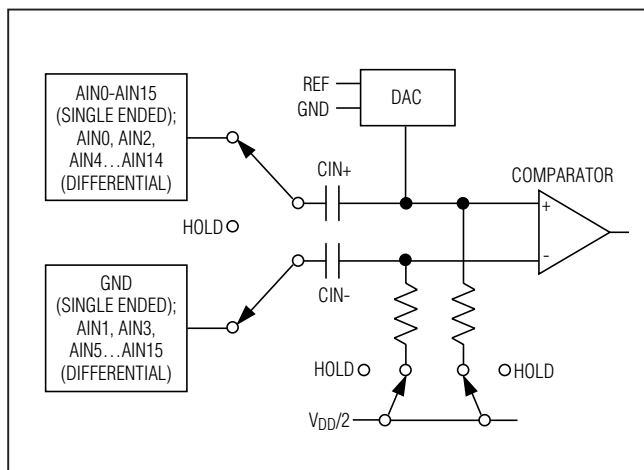 AIN0-AIN15
(SINGLE ENDED);
AIN0, AIN2,
AIN4…AIN14
(DIFFERENTIAL)
REF
GND
DAC
CIN+
COMPARATOR
+
-
HOLD
GND
(SINGLE ENDED);
AIN1, AIN3,
AIN5…AIN15
(DIFFERENTIAL)
CIN-
HOLD
HOLD
VDD/2